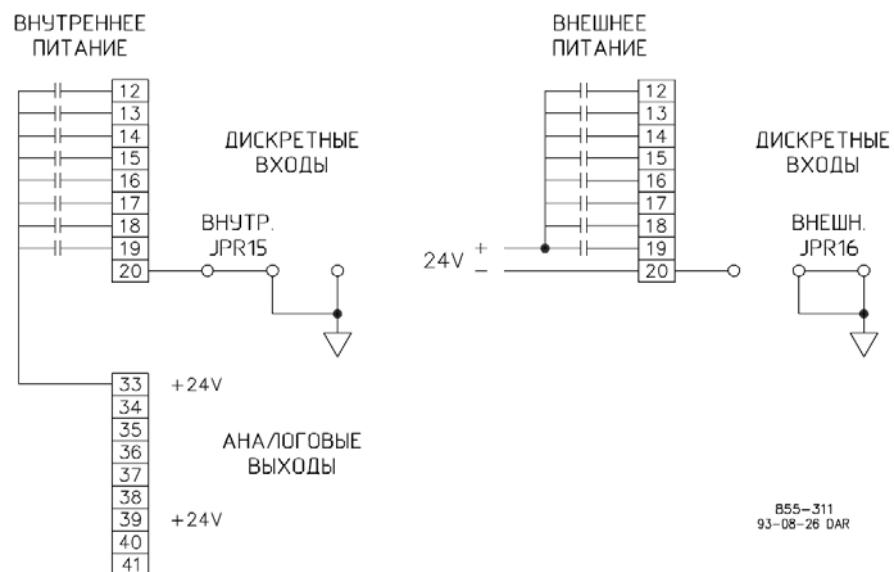 ВНУТРЕННЕЕ
ПИТАНИЕ
12
13
14
15
16
17
18
19
20
ДИСКРЕТНЫЕ
ВХОДЫ
ВНУТР.
JPR15
33
34
35
36
37
38
39
40
41
+24V
+24V
АНАЛОГОВЫЕ
ВЫХОДЫ
ВНЕШНЕЕ
ПИТАНИЕ
12
13
14
15
16
17
18
19
20
24V
+
−
ДИСКРЕТНЫЕ
ВХОДЫ
ВНЕШН.
JPR16
855-311
93-08-26 DAR